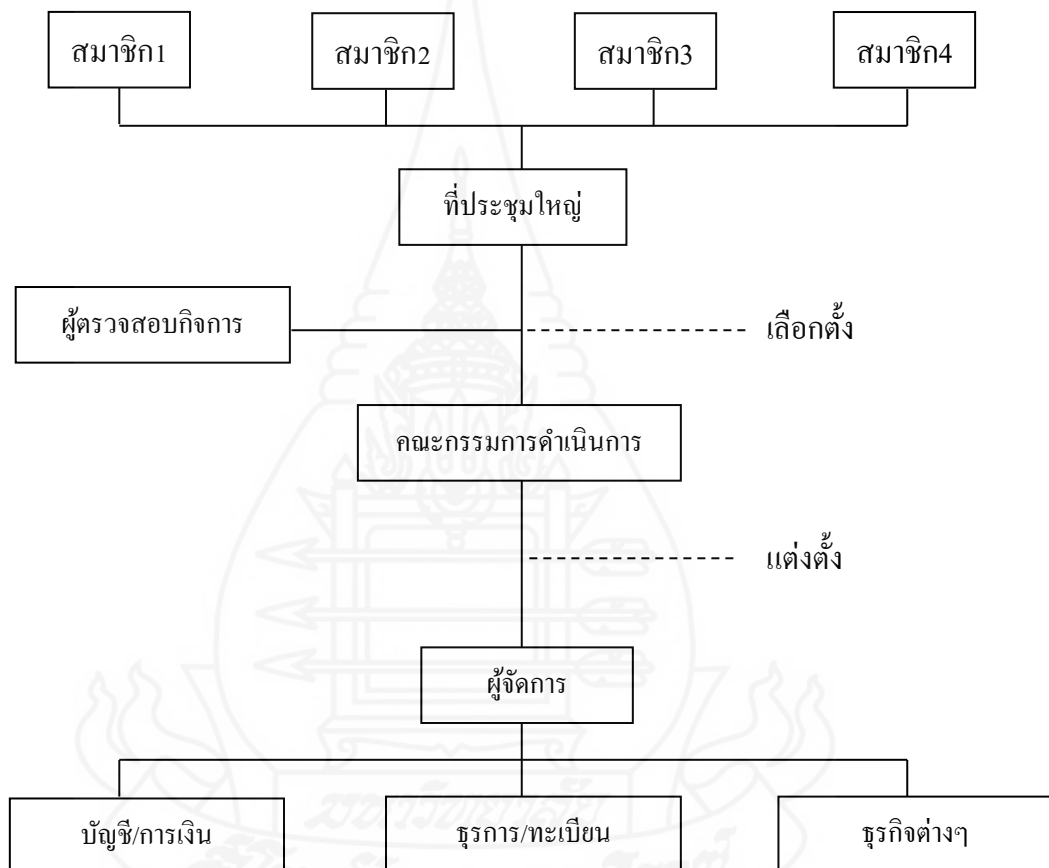 สมาชิก1
สมาชิก2
สมาชิก3
สมาชิก4
ที่ประชุมใหญ่
ผู้ตรวจสอบกิจการ
เลือกตั้ง
คณะกรรมการดำเนินการ
แต่งตั้ง
ผู้จัดการ
บัญชี/การเงิน
ธุรการ/ทะเบียน
ธุรกิจต่างๆ